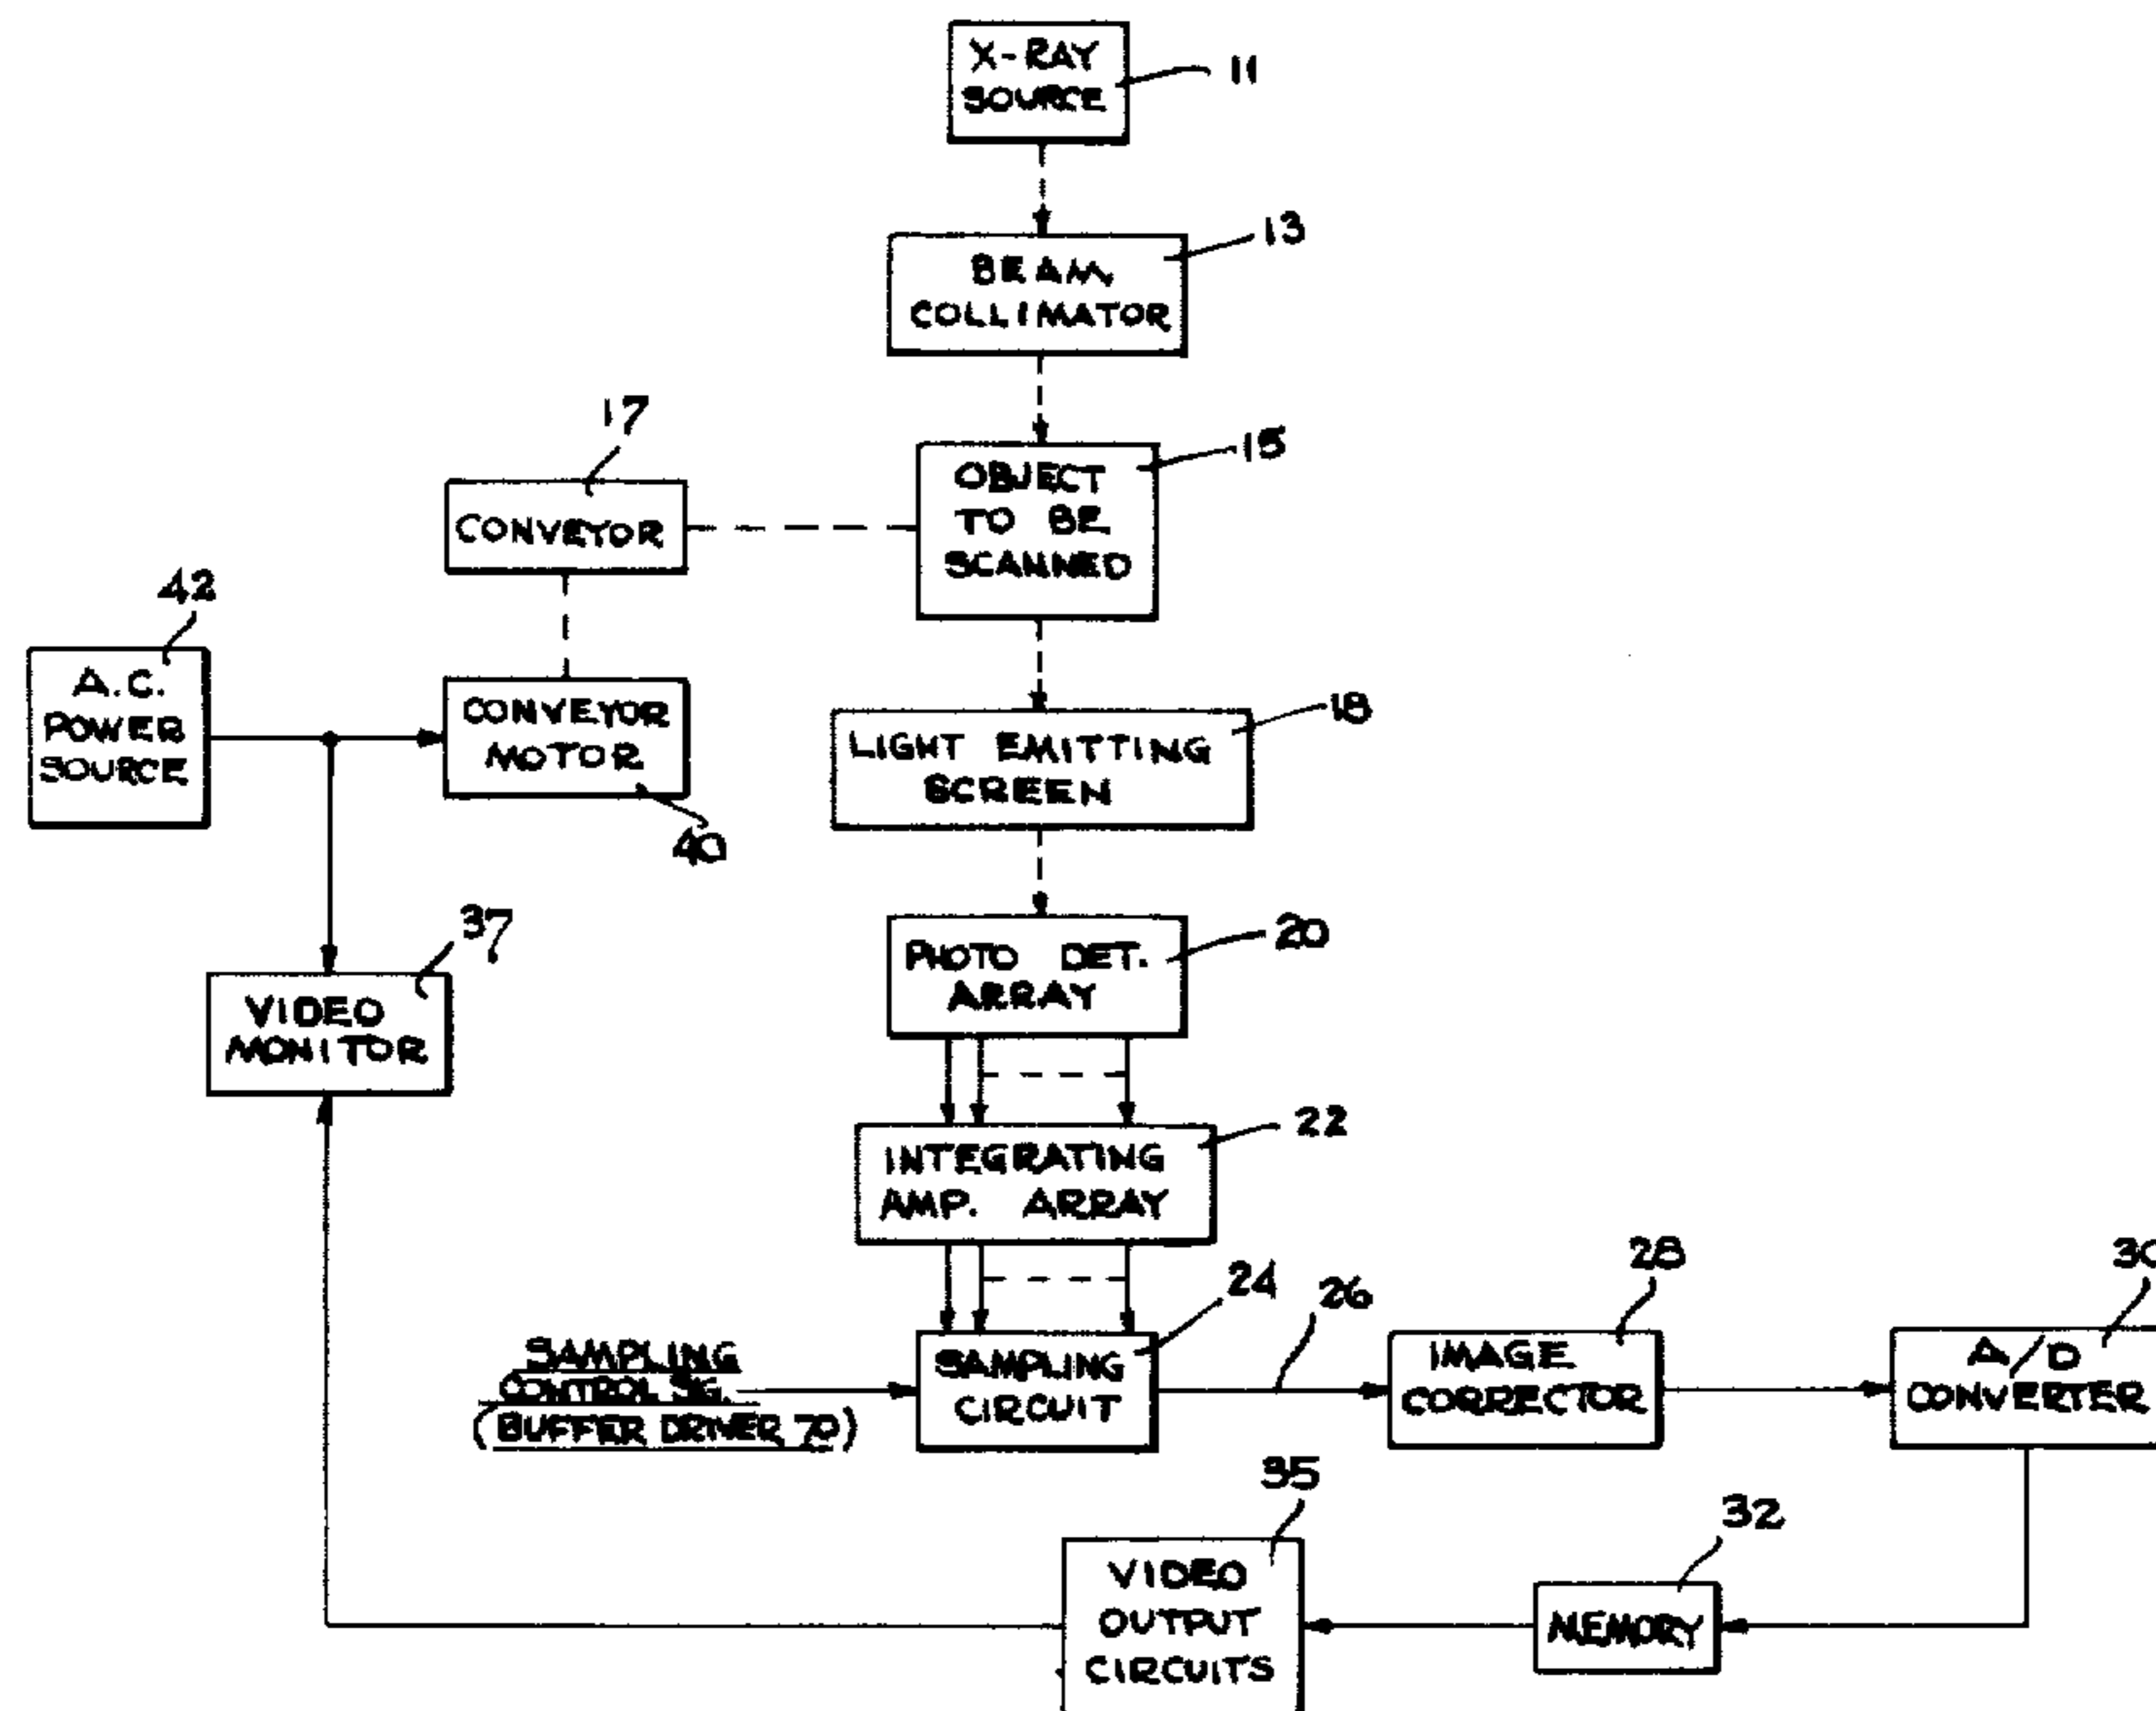 X-RAY
SOURCE
11
BEAM
COLLIMATOR
13
17
CONVEYOR
OBJECT
TO BE
SCANNED
15
42
A.C.
POWER
SOURCE
CONVEYOR
MOTOR
40
LIGHT EMITTING
SCREEN
18
37
VIDEO
MONITOR
PHOTO DET.
ARRAY
20
INTEGRATING
AMP. ARRAY
22
SAMPLING
CONTROL SIG.
(BUFFER DRIVER 70)
SAMPLING
CIRCUIT
24
26
IMAGE
CORRECTOR
28
A/D
CONVERTER
30
35
VIDEO
OUTPUT
CIRCUITS
32
MEMORY